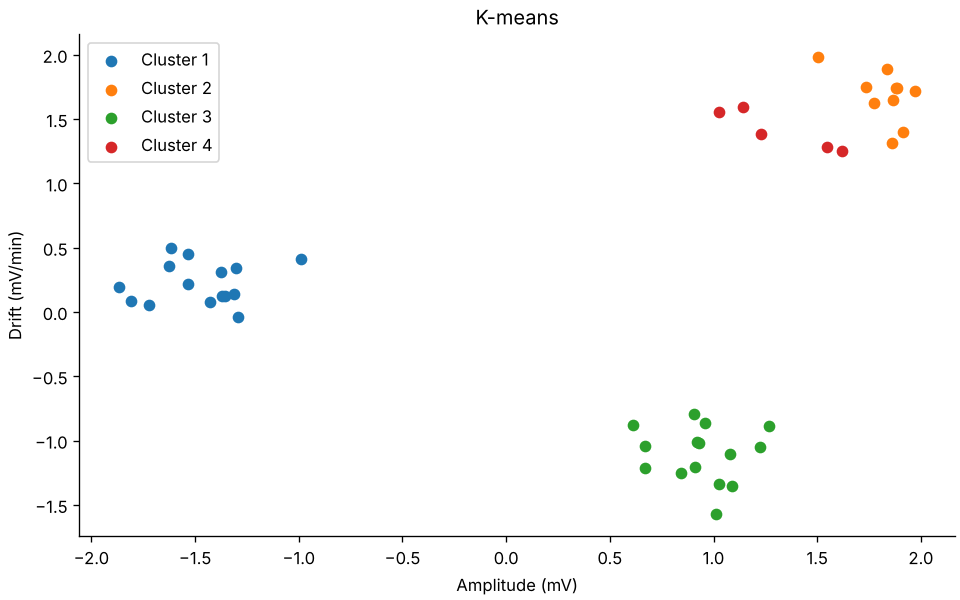 K-means
Cluster 1
Cluster 2
Cluster 3
Cluster 4
Drift (mV/min)
2.0
1.5
1.0
0.5
0.0
−0.5
−1.0
−1.5
−2.0 −1.5 −1.0 −0.5 0.0 0.5 1.0 1.5 2.0
Amplitude (mV)